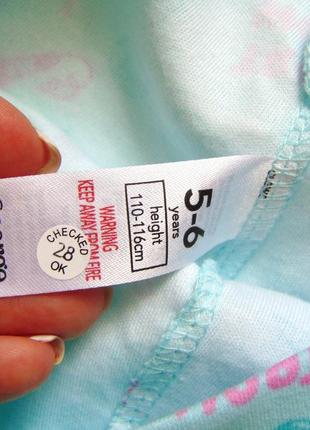 5-6
years
height
110-116cm
WARNING
KEEP AWAY FROM FIRE
CHECKED
28
OK